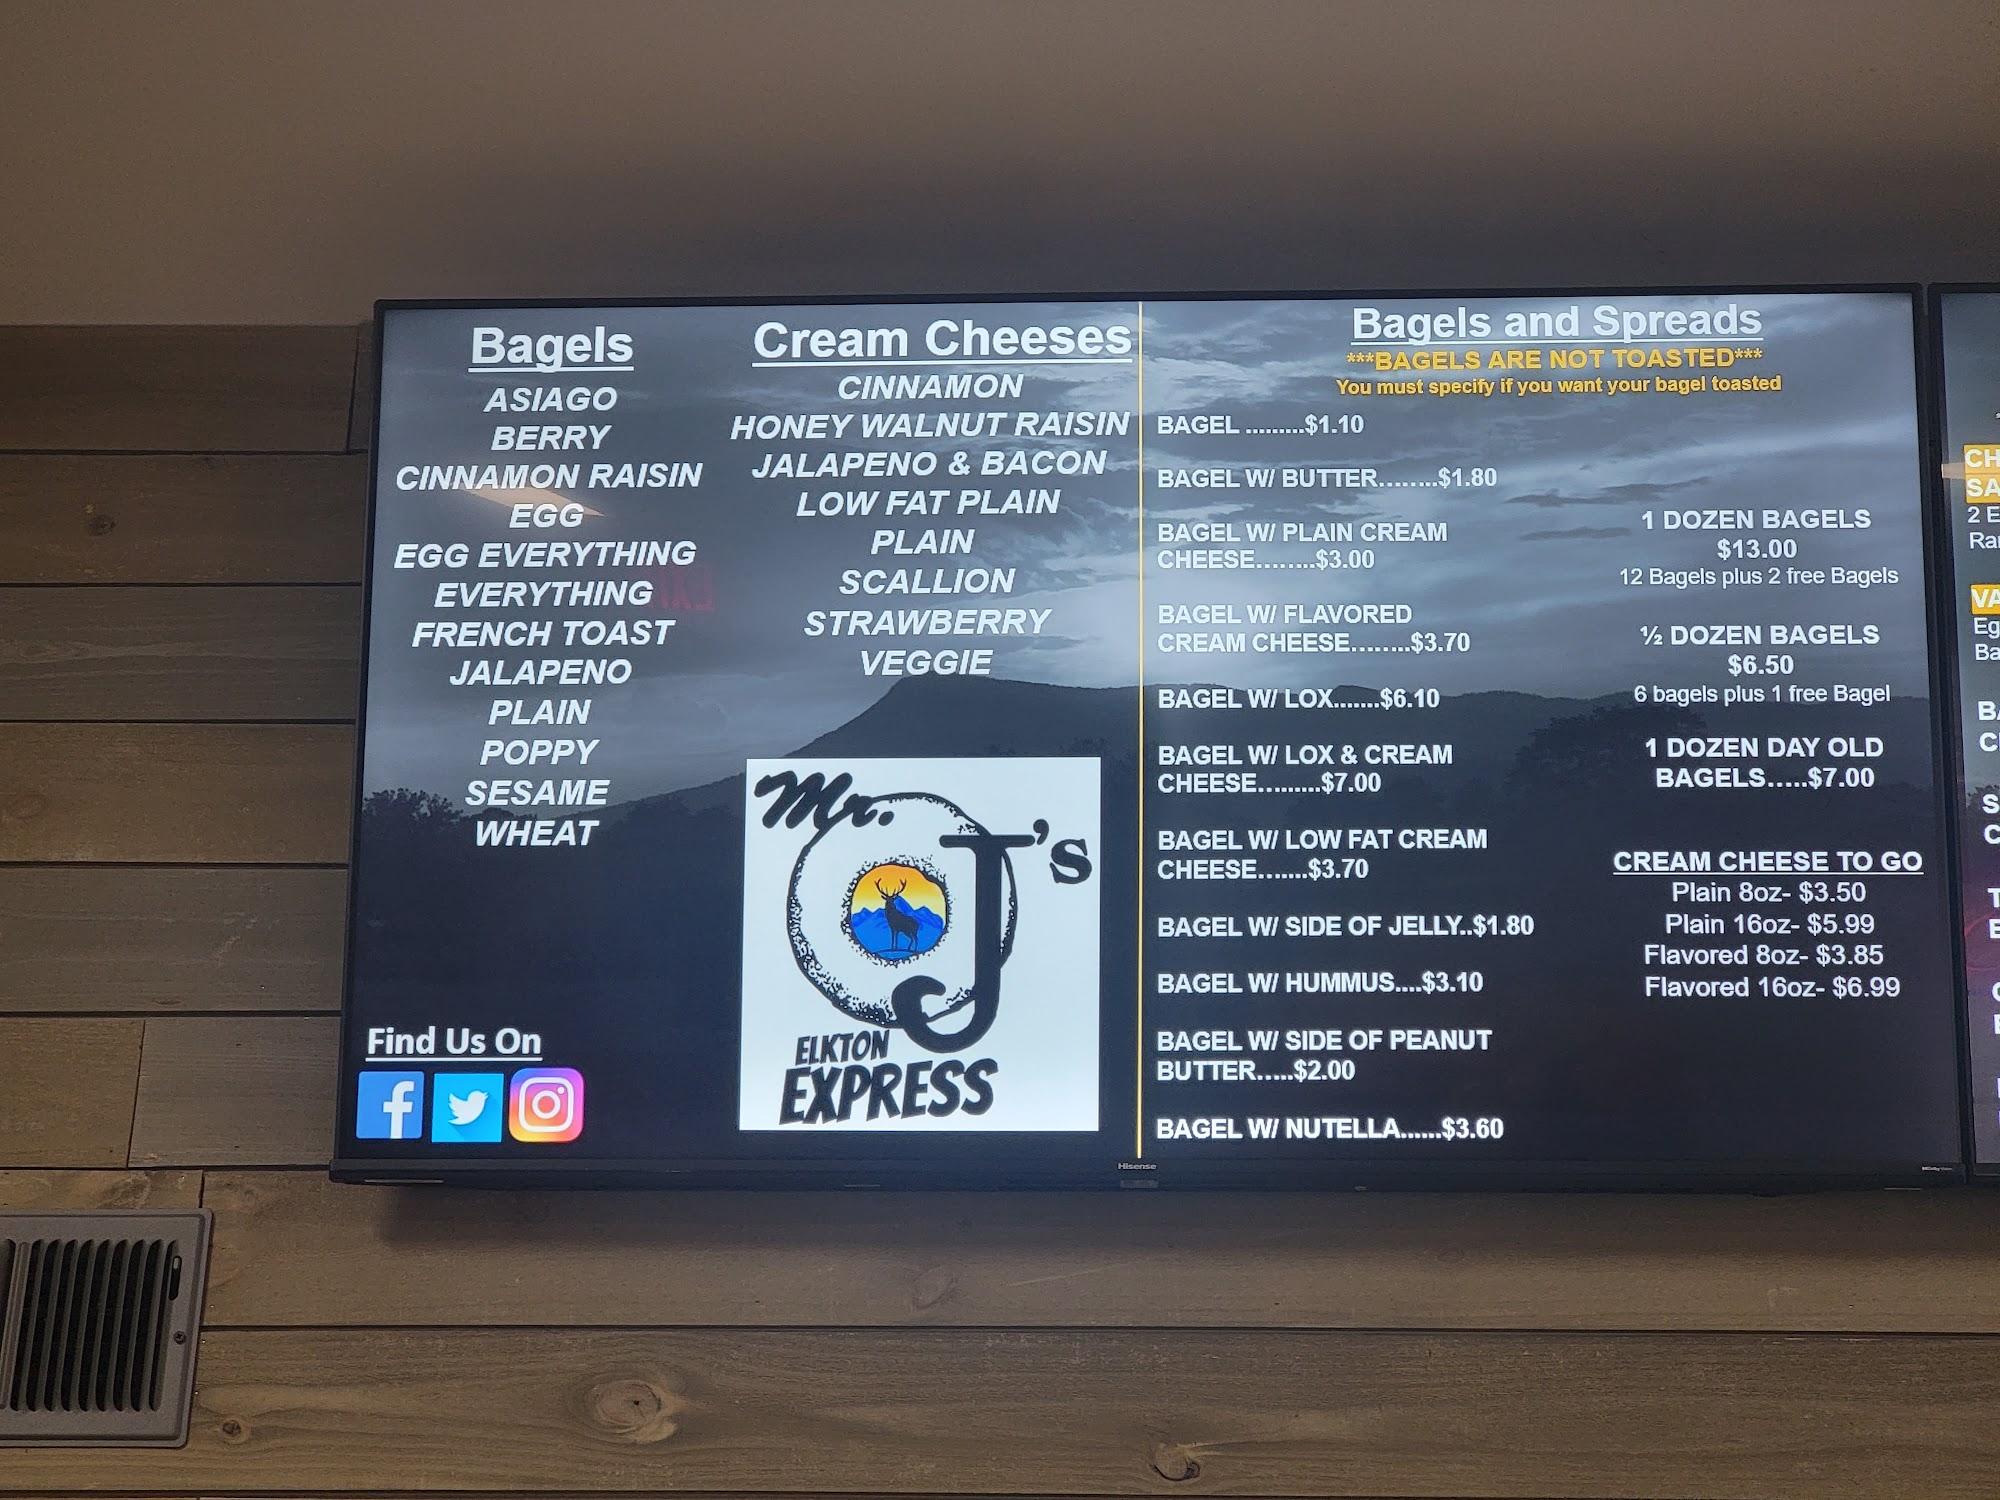 Bagels
ASIAGO
BERRY
CINNAMON RAISIN
EGG
EGG EVERYTHING
EVERYTHING
FRENCH TOAST
JALAPENO
PLAIN
POPPY
SESAME
WHEAT
Find Us On
Cream Cheeses
CINNAMON
HONEY WALNUT RAISIN
JALAPENO & BACON
LOW FAT PLAIN
PLAIN
SCALLION
STRAWBERRY
VEGGIE
Mr.
J's
ELKTON
EXPRESS
Bagels and Spreads
***BAGELS ARE NOT TOASTED***
You must specify if you want your bagel toasted
BAGEL .........$1.10
BAGEL W/ BUTTER........$1.80
BAGEL W/ PLAIN CREAM
CHEESE........$3.00
BAGEL W/ FLAVORED
CREAM CHEESE........$3.70
BAGEL W/ LOX.......$6.10
BAGEL W/ LOX & CREAM
CHEESE.........$7.00
BAGEL W/ LOW FAT CREAM
CHEESE.......$3.70
BAGEL W/ SIDE OF JELLY..$1.80
BAGEL W/ HUMMUS....$3.10
BAGEL W/ SIDE OF PEANUT
BUTTER.....$2.00
BAGEL W/ NUTELLA......$3.60
1 DOZEN BAGELS
$13.00
12 Bagels plus 2 free Bagels
½ DOZEN BAGELS
$6.50
6 bagels plus 1 free Bagel
1 DOZEN DAY OLD
BAGELS.....$7.00
CREAM CHEESE TO GO
Plain 8oz- $3.50
Plain 16oz- $5.99
Flavored 8oz- $3.85
Flavored 16oz- $6.99
Hisense
CH
SA
2 E
Ra
VA
Eg
Ba